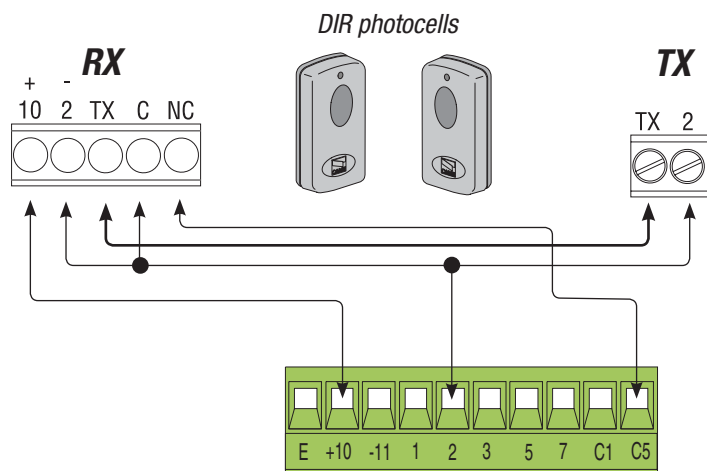 DIR photocells
RX
TX
+ -
10 2 TX C NC
TX 2
E +10 -11 1 2 3 5 7 C1 C5